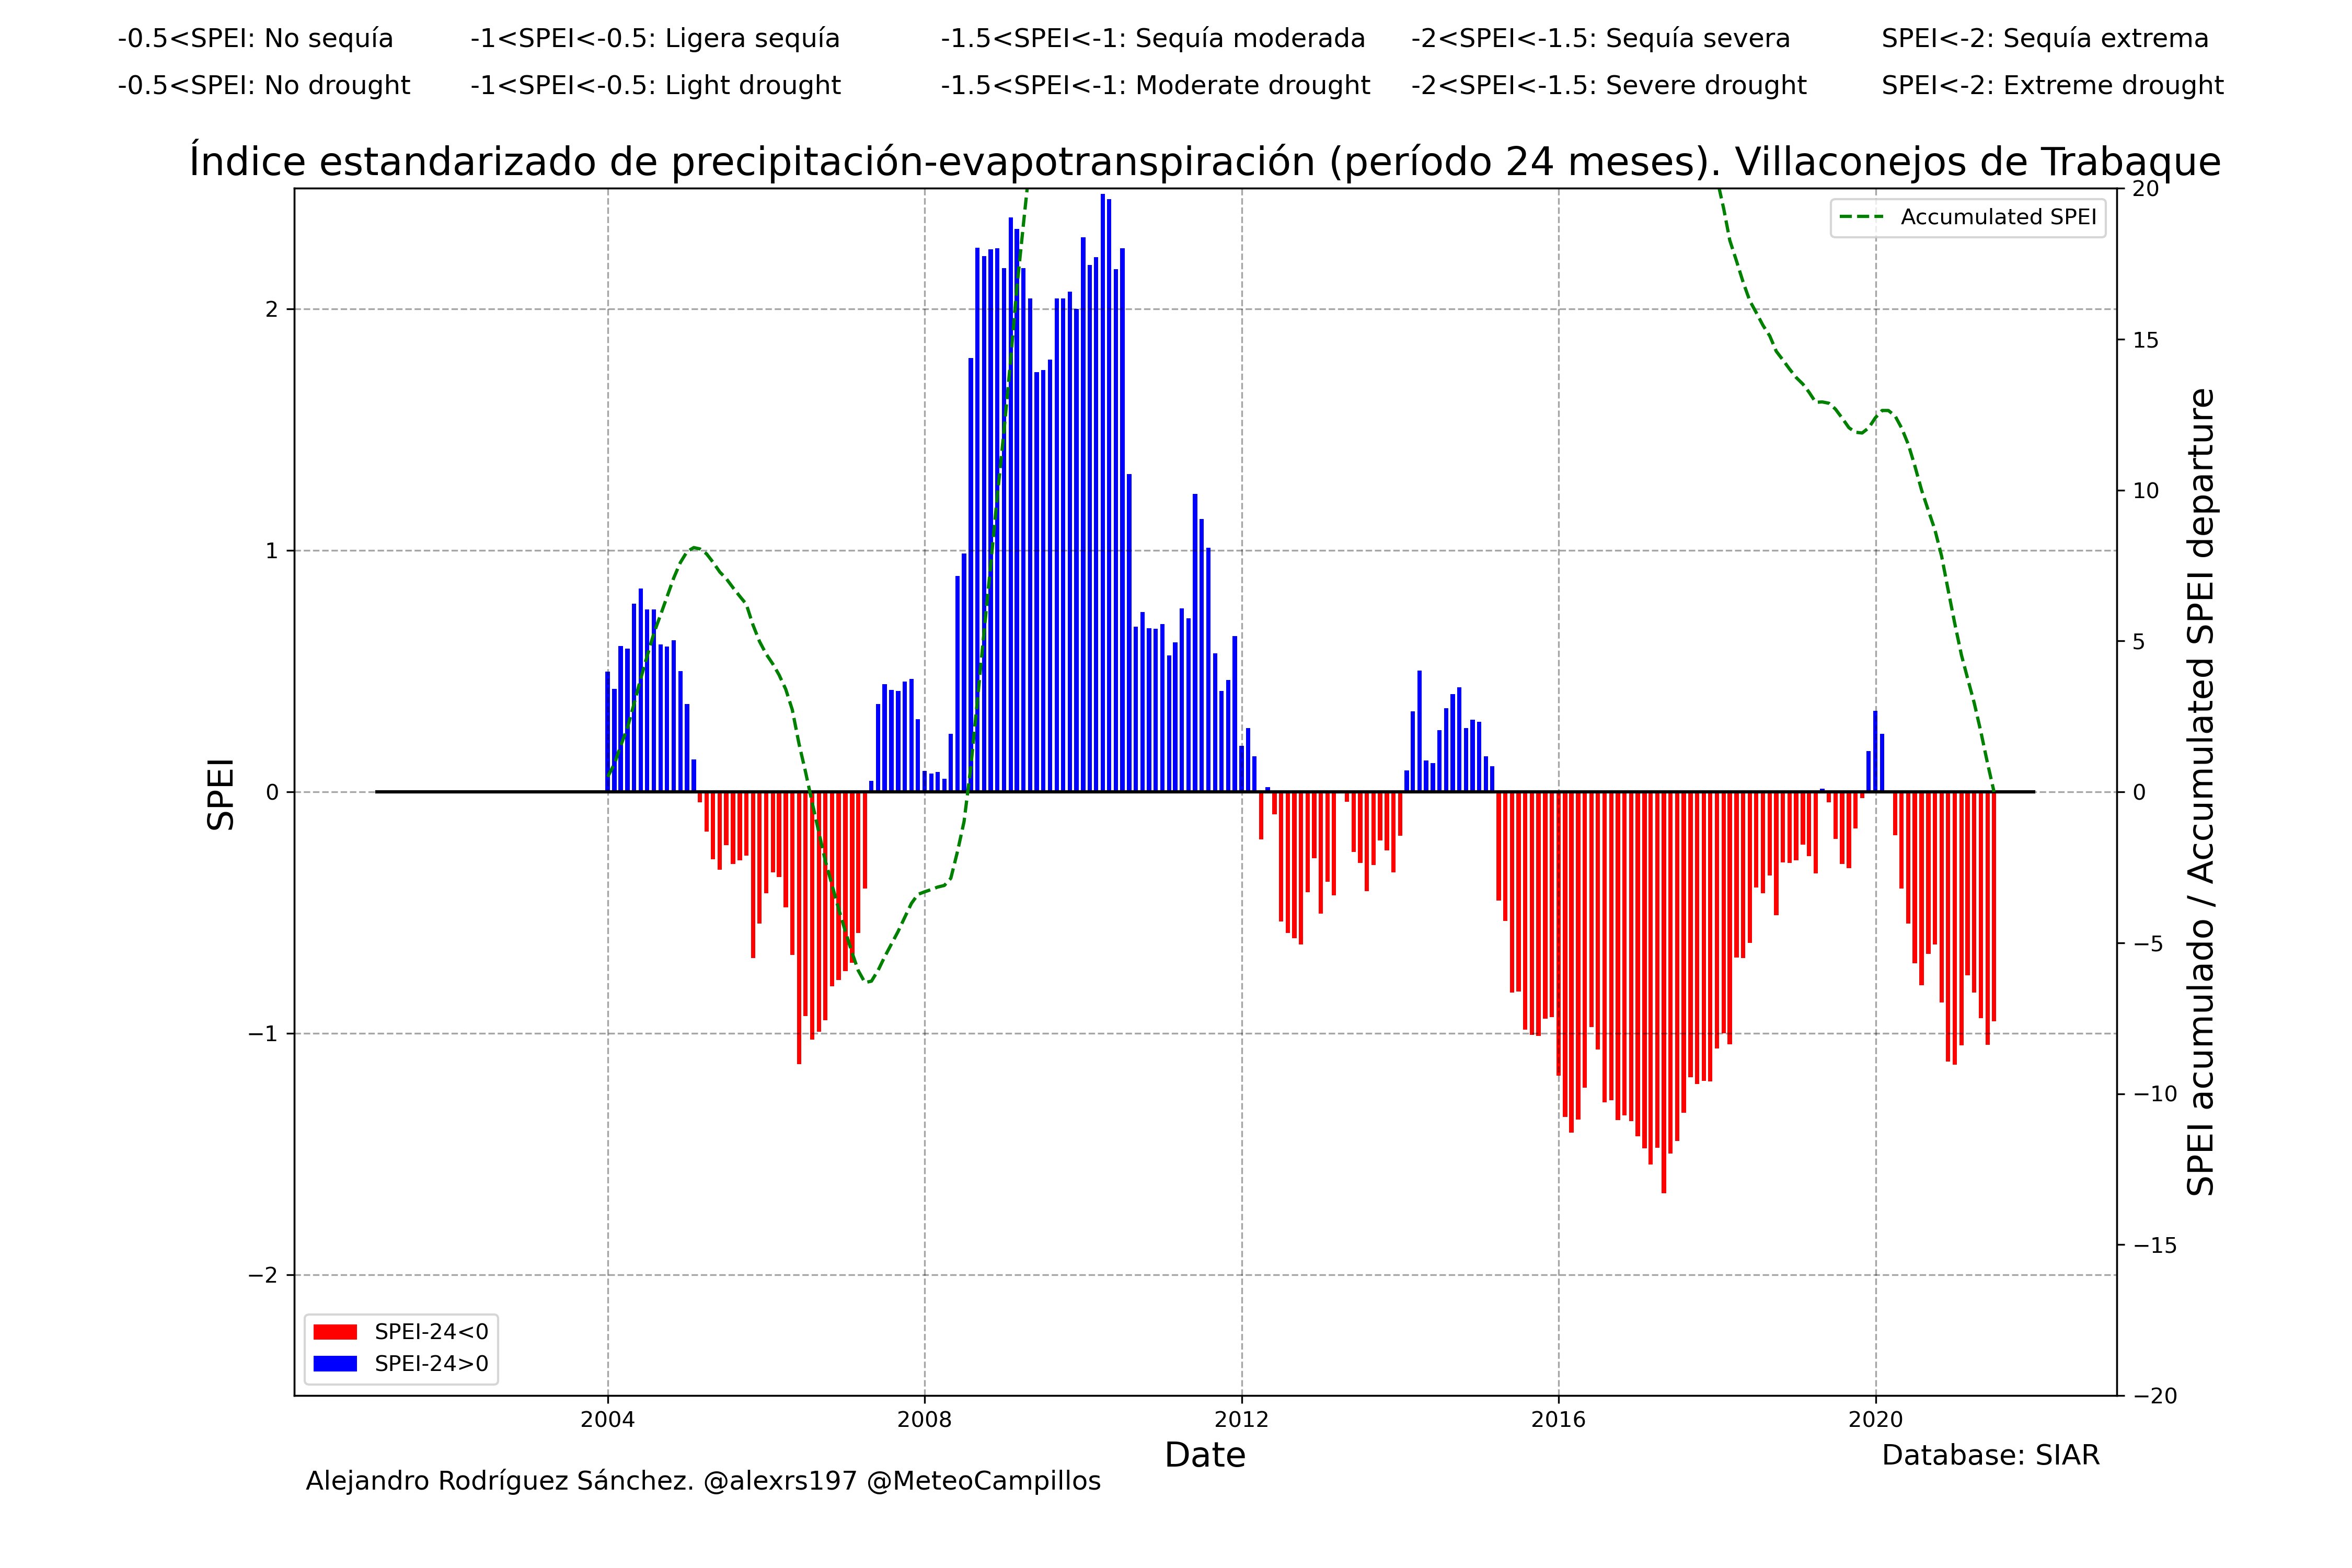 -0.5<SPEI: No sequía -1<SPEI<-0.5: Ligera sequía -1.5<SPEI<-1: Sequía moderada -2<SPEI<-1.5: Sequía severa SPEI<-2: Sequía extrema
-0.5<SPEI: No drought -1<SPEI<-0.5: Light drought -1.5<SPEI<-1: Moderate drought -2<SPEI<-1.5: Severe drought SPEI<-2: Extreme drought
Índice estandarizado de precipitación-evapotranspiración (período 24 meses). Villaconejos de Trabaque
Accumulated SPEI
2
1
0
−1
−2
SPEI
20
15
10
5
0
−5
−10
−15
−20
SPEI acumulado / Accumulated SPEI departure
SPEI-24<0
SPEI-24>0
2004 2008 2012 2016 2020
Date
Database: SIAR
Alejandro Rodríguez Sánchez. @alexrs197 @MeteoCampillos